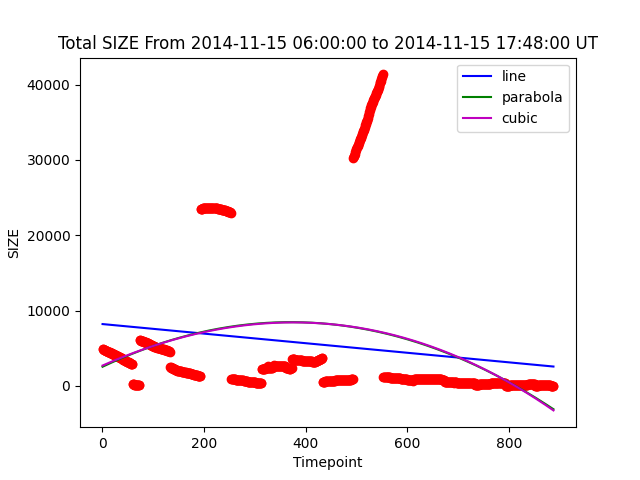 Total SIZE From 2014-11-15 06:00:00 to 2014-11-15 17:48:00 UT
line
parabola
cubic
40000
30000
20000
10000
0
SIZE
0 200 400 600 800
Timepoint